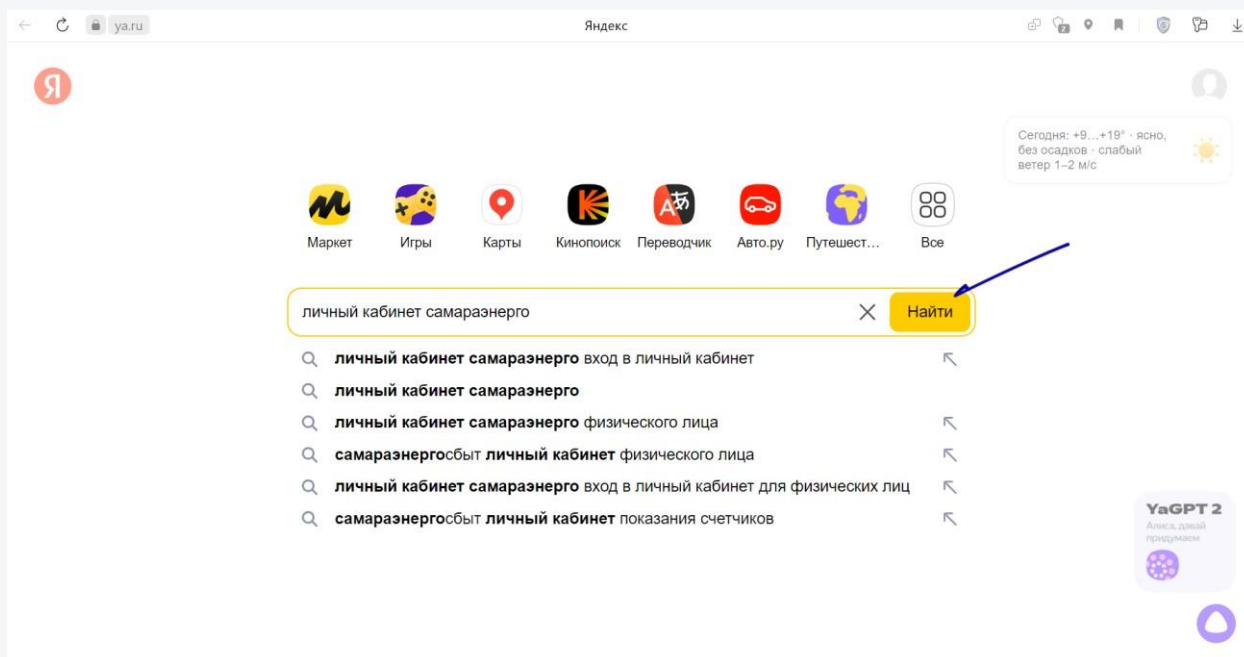 ya.ru
Яндекс
2
Я
Сегодня: +9...+19° · ясно,
без осадков · слабый
ветер 1–2 м/с
Маркет Игры Карты Кинопоиск Переводчик Авто.ру Путешест... Все
личный кабинет самараэнерго
Найти
личный кабинет самараэнерго вход в личный кабинет
личный кабинет самараэнерго
личный кабинет самараэнерго физического лица
самараэнергосбыт личный кабинет физического лица
личный кабинет самараэнерго вход в личный кабинет для физических лиц
самараэнергосбыт личный кабинет показания счетчиков
YaGPT 2
Алиса, давай
придумаем